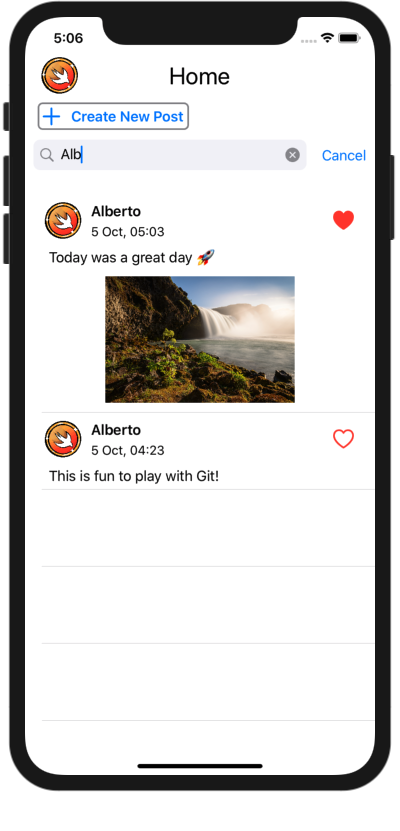 5:06
Home
Create New Post
Alb
Cancel
Alberto
5 Oct, 05:03
Today was a great day 🚀
Alberto
5 Oct, 04:23
This is fun to play with Git!